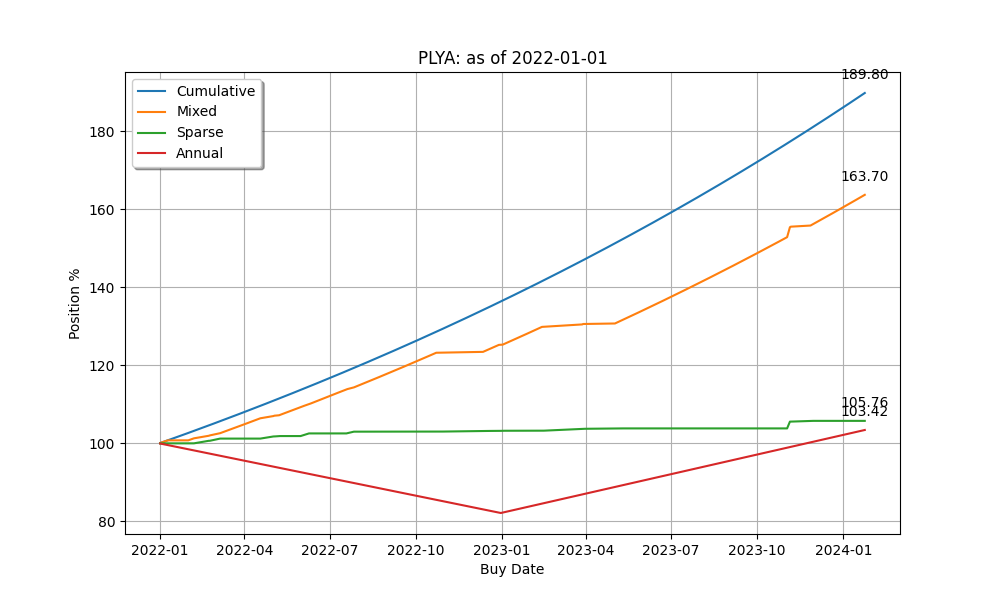 PLYA: as of 2022-01-01
189.80
Cumulative
Mixed
Sparse
Annual
163.70
105.76
103.42
180
160
140
120
100
80
Position %
2022-01 2022-04 2022-07 2022-10 2023-01 2023-04 2023-07 2023-10 2024-01
Buy Date